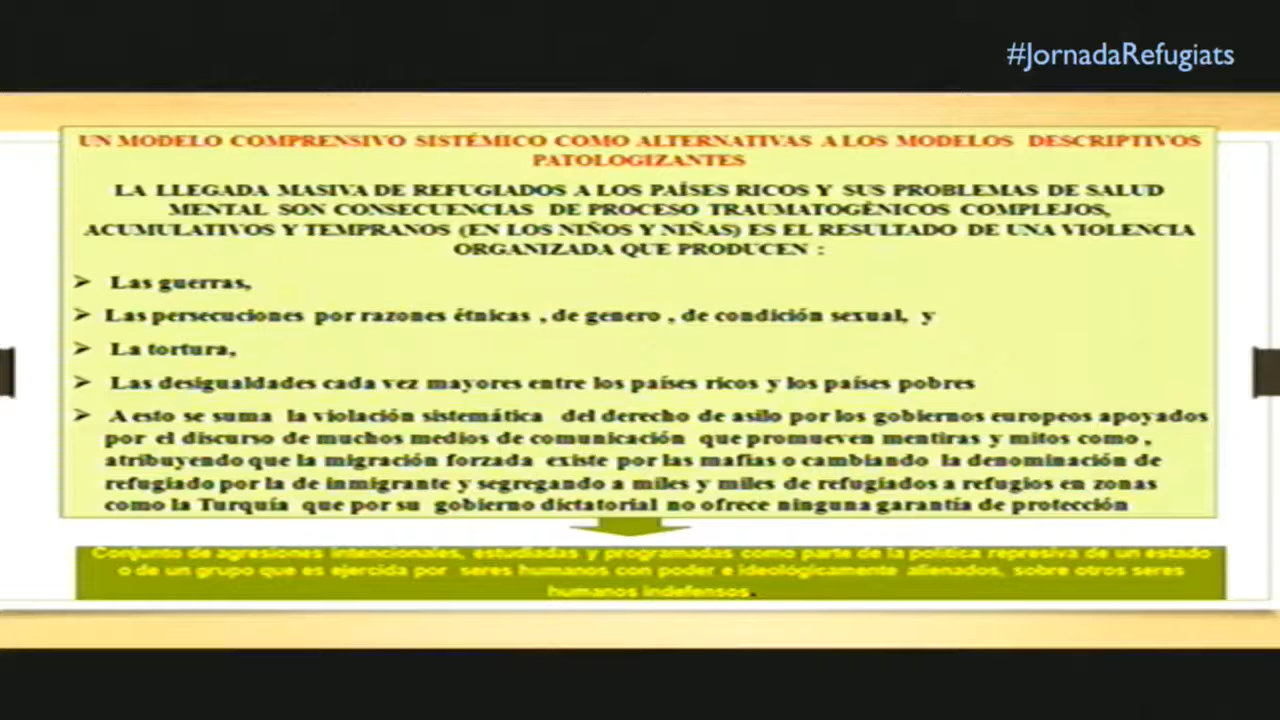 #JornadaRefugiats
UN MODELO COMPRENSIVO SISTÉMICO COMO ALTERNATIVAS A LOS MODELOS DESCRIPTIVOS
PATOLOGIZANTES
LA LLEGADA MASIVA DE REFUGIADOS A LOS PAÍSES RICOS Y SUS PROBLEMAS DE SALUD
MENTAL SON CONSECUENCIAS DE PROCESO TRAUMATOGÉNICOS COMPLEJOS,
ACUMULATIVOS Y TEMPRANOS (EN LOS NIÑOS Y NIÑAS) ES EL RESULTADO DE UNA VIOLENCIA
ORGANIZADA QUE PRODUCEN :
➢ Las guerras,
➢ Las persecuciones por razones étnicas , de genero , de condición sexual, y
➢ La tortura,
➢ Las desigualdades cada vez mayores entre los países ricos y los países pobres
➢ A esto se suma la violación sistemática del derecho de asilo por los gobiernos europeos apoyados
por el discurso de muchos medios de comunicación que promueven mentiras y mitos como ,
atribuyendo que la migración forzada existe por las mafias o cambiando la denominación de
refugiado por la de inmigrante y segregando a miles y miles de refugiados a refugios en zonas
como la Turquía que por su gobierno dictatorial no ofrece ninguna garantía de protección
Conjunto de agresiones intencionales, estudiadas y programadas como parte de la política represiva de un estado
o de un grupo que es ejercida por seres humanos con poder e ideológicamente alienados, sobre otros seres
humanos indefensos.